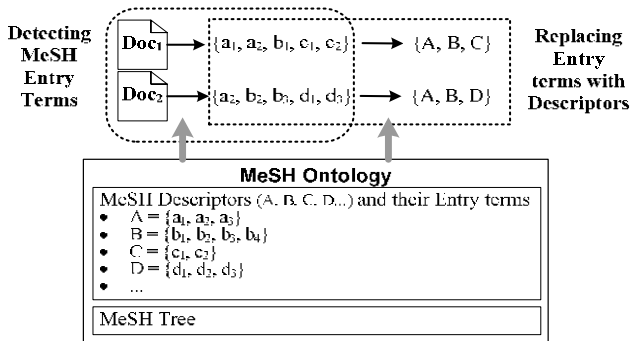 Detecting MeSH Entry Terms
Doc₁
{a₁, a₂, b₁, c₁, c₂}
{A, B, C}
Doc₂
{a₂, b₂, b₃, d₁, d₃}
{A, B, D}
Replacing Entry terms with Descriptors
MeSH Ontology
MeSH Descriptors (A, B, C, D...) and their Entry terms
• A = {a₁, a₂, a₃}
• B = {b₁, b₂, b₃, b₄}
• C = {c₁, c₂}
• D = {d₁, d₂, d₃}
• ...
MeSH Tree